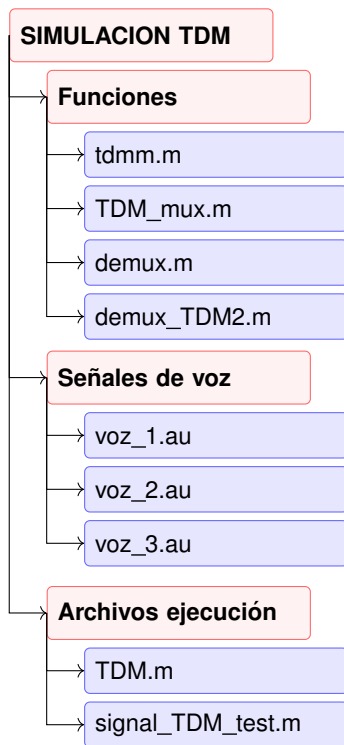 SIMULACION TDM
Funciones
tdmm.m
TDM_mux.m
demux.m
demux_TDM2.m
Señales de voz
voz_1.au
voz_2.au
voz_3.au
Archivos ejecución
TDM.m
signal_TDM_test.m